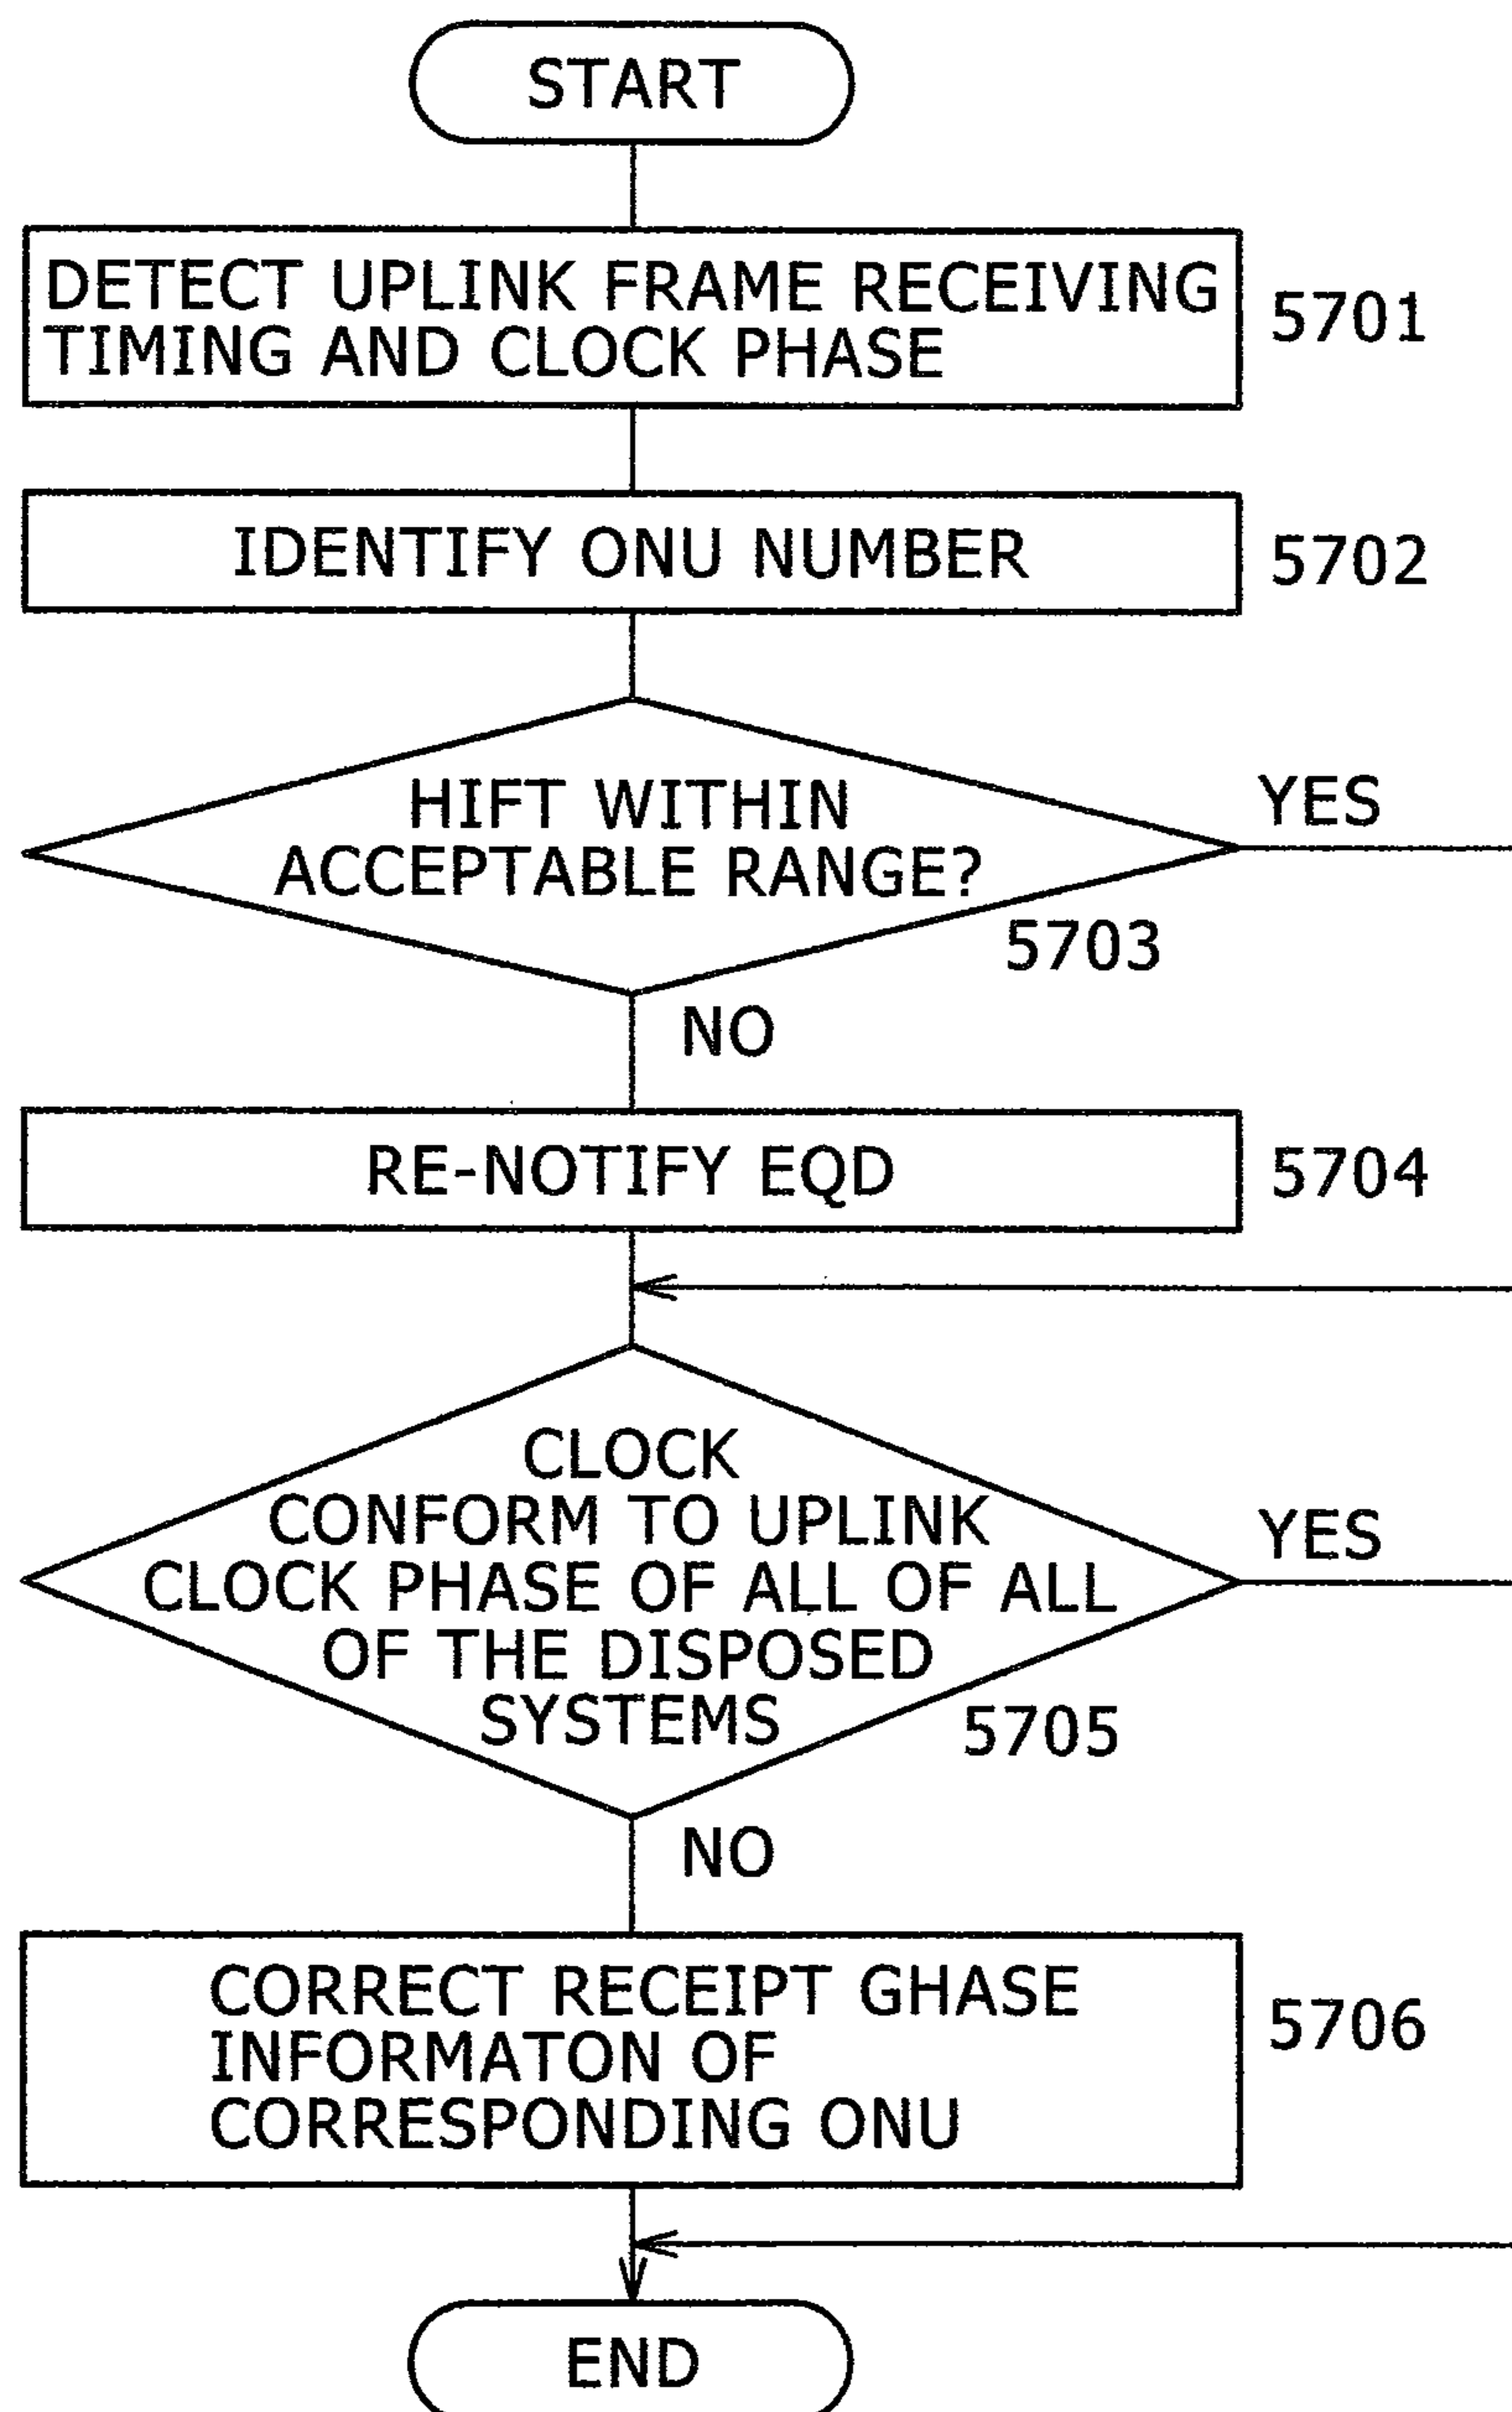 START
DETECT UPLINK FRAME RECEIVING
TIMING AND CLOCK PHASE
5701
IDENTIFY ONU NUMBER
5702
HIFT WITHIN
ACCEPTABLE RANGE?
YES
5703
NO
RE-NOTIFY EQD
5704
CLOCK
CONFORM TO UPLINK
CLOCK PHASE OF ALL OF ALL
OF THE DISPOSED
SYSTEMS
YES
5705
NO
CORRECT RECEIPT GHASE
INFORMATON OF
CORRESPONDING ONU
5706
END